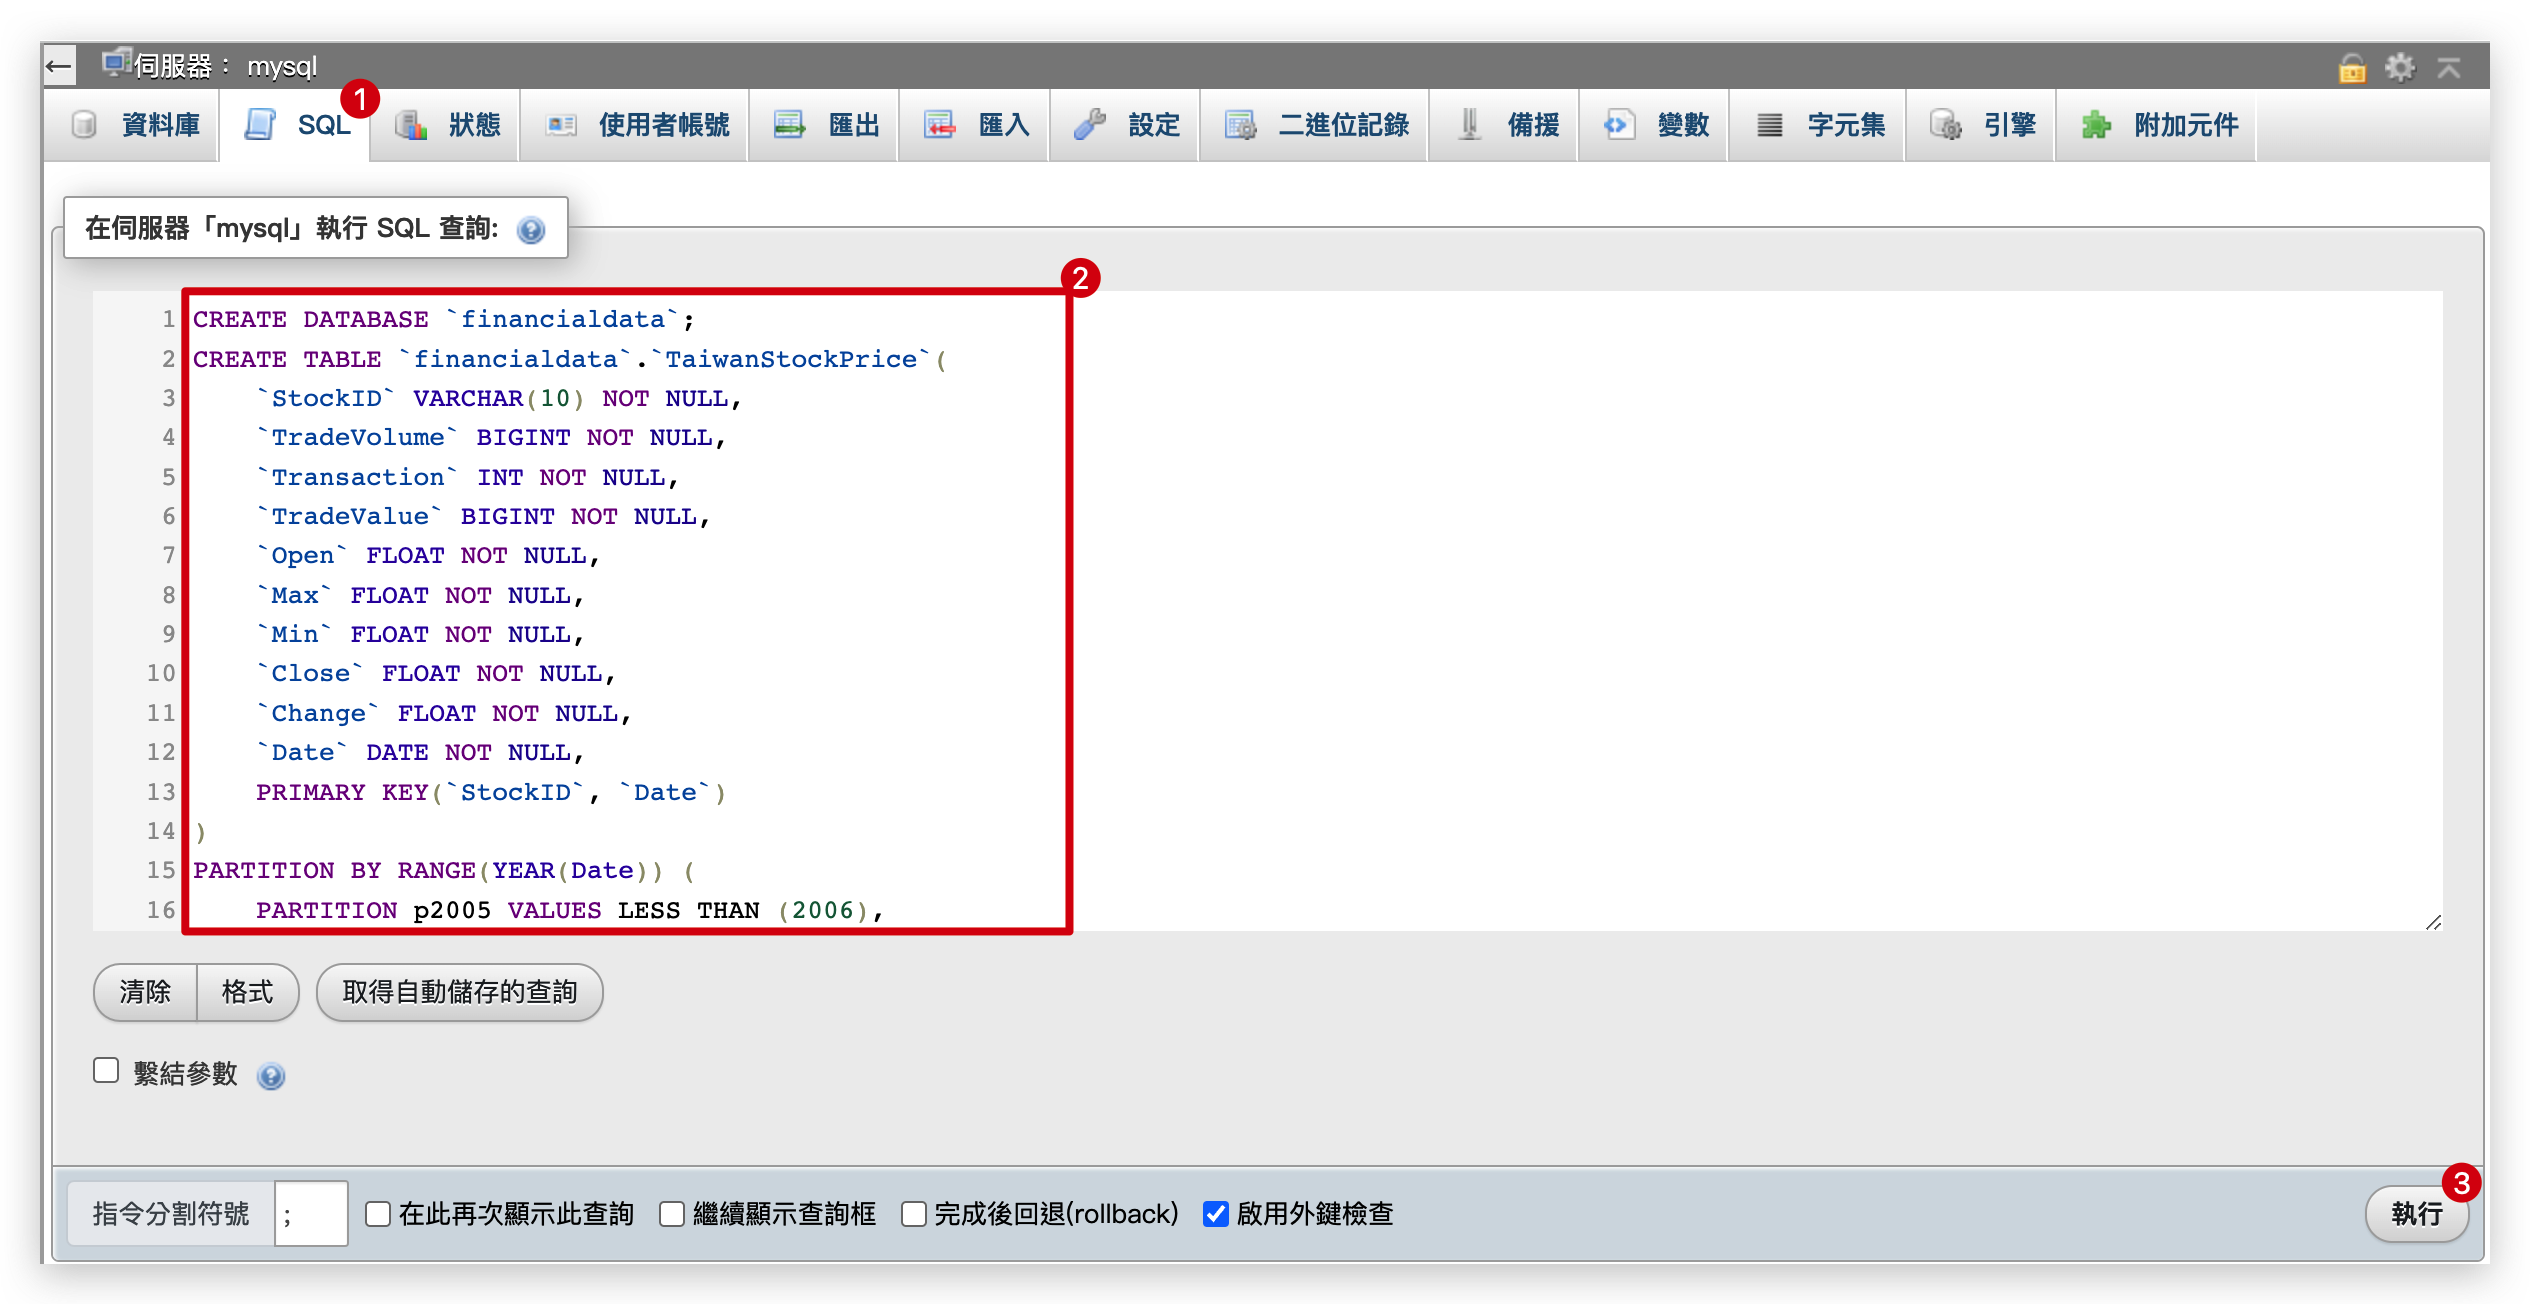 ← 伺服器： mysql
資料庫 SQL 狀態 使用者帳號 匯出 匯入 設定 二進位記錄 備援 變數 字元集 引擎 附加元件
1
在伺服器「mysql」執行 SQL 查詢:
2
1 CREATE DATABASE `financialdata`;
2 CREATE TABLE `financialdata`.`TaiwanStockPrice`(
3 `StockID` VARCHAR(10) NOT NULL,
4 `TradeVolume` BIGINT NOT NULL,
5 `Transaction` INT NOT NULL,
6 `TradeValue` BIGINT NOT NULL,
7 `Open` FLOAT NOT NULL,
8 `Max` FLOAT NOT NULL,
9 `Min` FLOAT NOT NULL,
10 `Close` FLOAT NOT NULL,
11 `Change` FLOAT NOT NULL,
12 `Date` DATE NOT NULL,
13 PRIMARY KEY(`StockID`, `Date`)
14 )
15 PARTITION BY RANGE(YEAR(Date)) (
16 PARTITION p2005 VALUES LESS THAN (2006),
清除 格式 取得自動儲存的查詢
繫結參數
指令分割符號 ; 在此再次顯示此查詢 繼續顯示查詢框 完成後回退(rollback) 啟用外鍵檢查
3
執行